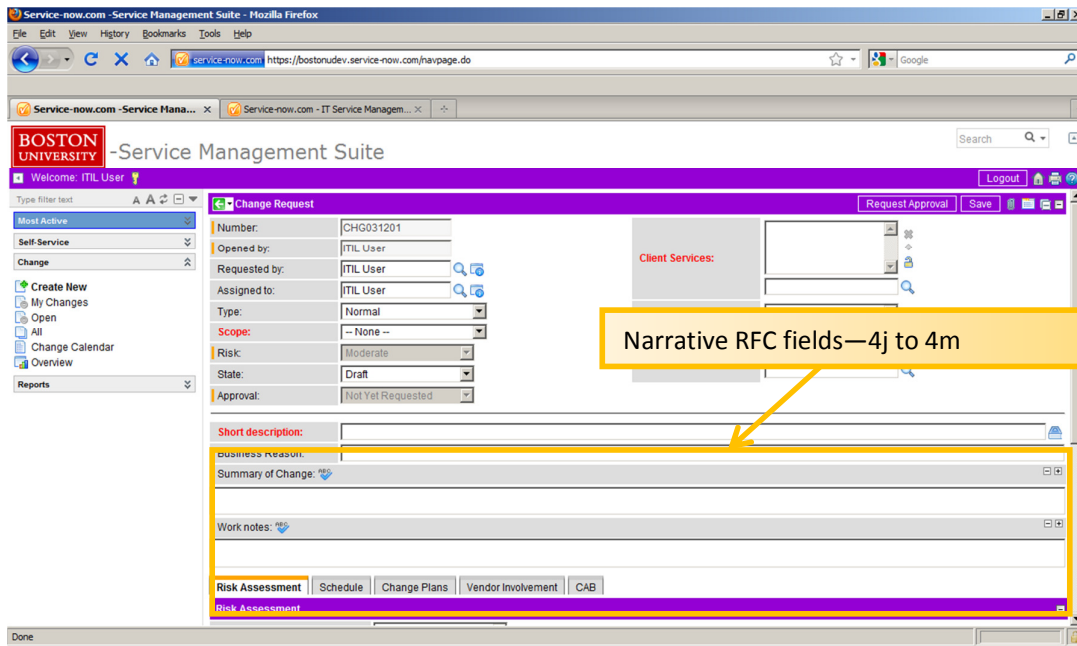 Service-now.com -Service Management Suite - Mozilla Firefox
File Edit View History Bookmarks Tools Help
service-now.com https://bostonudev.service-now.com/navpage.do
Google
Service-now.com -Service Mana...
Service-now.com - IT Service Managem...
BOSTON
UNIVERSITY
-Service Management Suite
Search
Welcome: ITIL User
Logout
Type filter text
A A
Change Request
Request Approval
Save
Most Active
Self-Service
Change
Create New
My Changes
Open
All
Change Calendar
Overview
Reports
Number: CHG031201
Opened by: ITIL User
Requested by: ITIL User
Assigned to: ITIL User
Type: Normal
Scope: -- None --
Risk: Moderate
State: Draft
Approval: Not Yet Requested
Client Services:
Narrative RFC fields—4j to 4m
Short description:
Business Reason:
Summary of Change:
Work notes:
Risk Assessment Schedule Change Plans Vendor Involvement CAB
Risk Assessment
Done